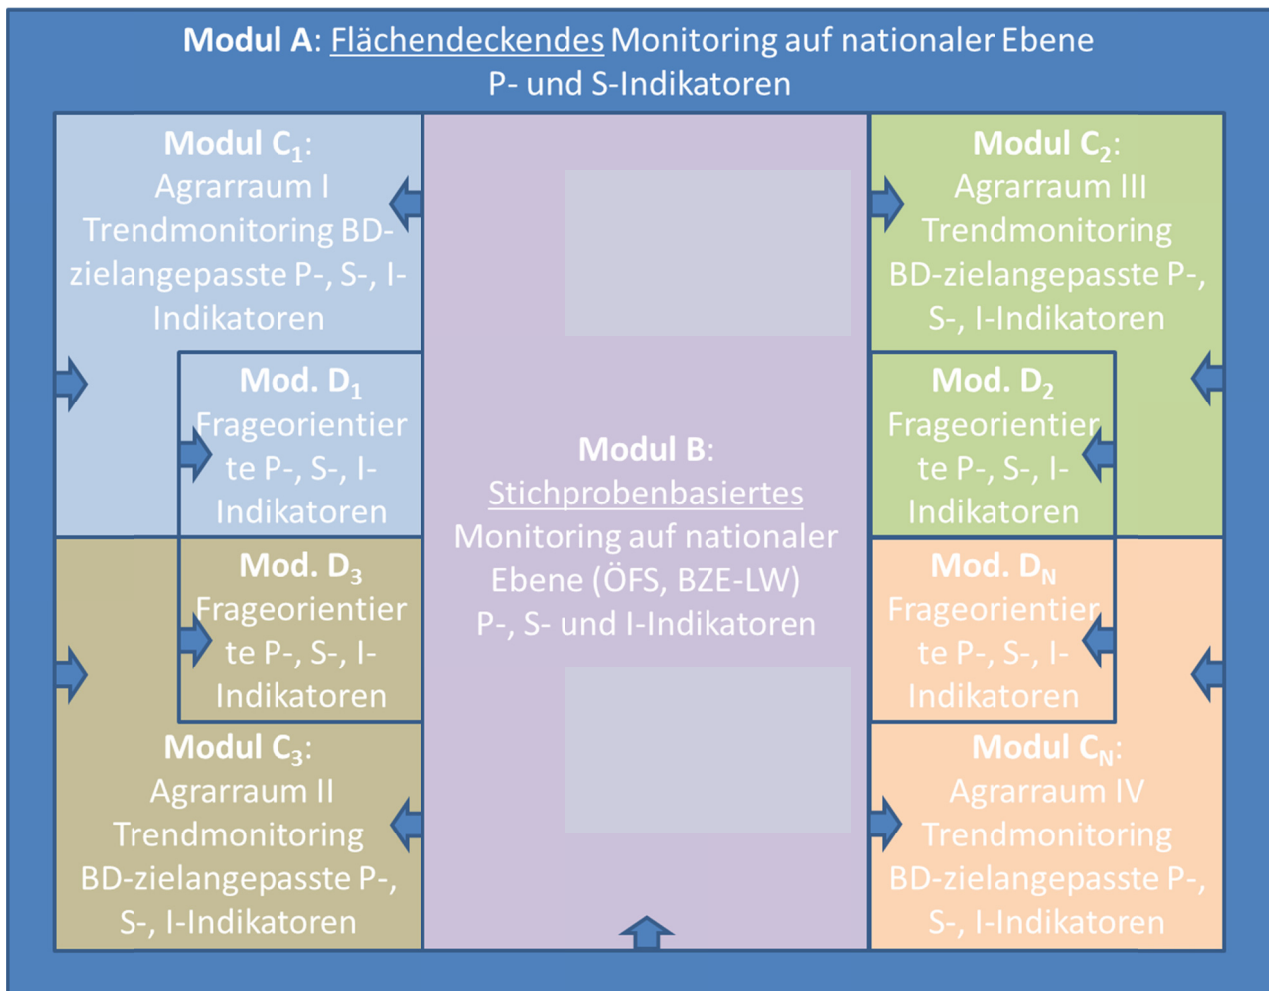 Modul A: Flächendeckendes Monitoring auf nationaler Ebene
P- und S-Indikatoren
Modul C₁:
Agrarraum I
Trendmonitoring BD-
zielangepasste P-, S-, I-
Indikatoren
Mod. D₁
Frageorientier
te P-, S-, I-
Indikatoren
Mod. D₃
Frageorientier
te P-, S-, I-
Indikatoren
Modul C₃:
Agrarraum II
Trendmonitoring
BD-zielangepasste P-,
S-, I-Indikatoren
Modul B:
Stichprobenbasiertes
Monitoring auf nationaler
Ebene (ÖFS, BZE-LW)
P-, S- und I-Indikatoren
Modul C₂:
Agrarraum III
Trendmonitoring
BD-zielangepasste P-,
S-, I-Indikatoren
Mod. D₂
Frageorientier
te P-, S-, I-
Indikatoren
Mod. D_N
Frageorientier
te P-, S-, I-
Indikatoren
Modul C_N:
Agrarraum IV
Trendmonitoring
BD-zielangepasste P-,
S-, I-Indikatoren